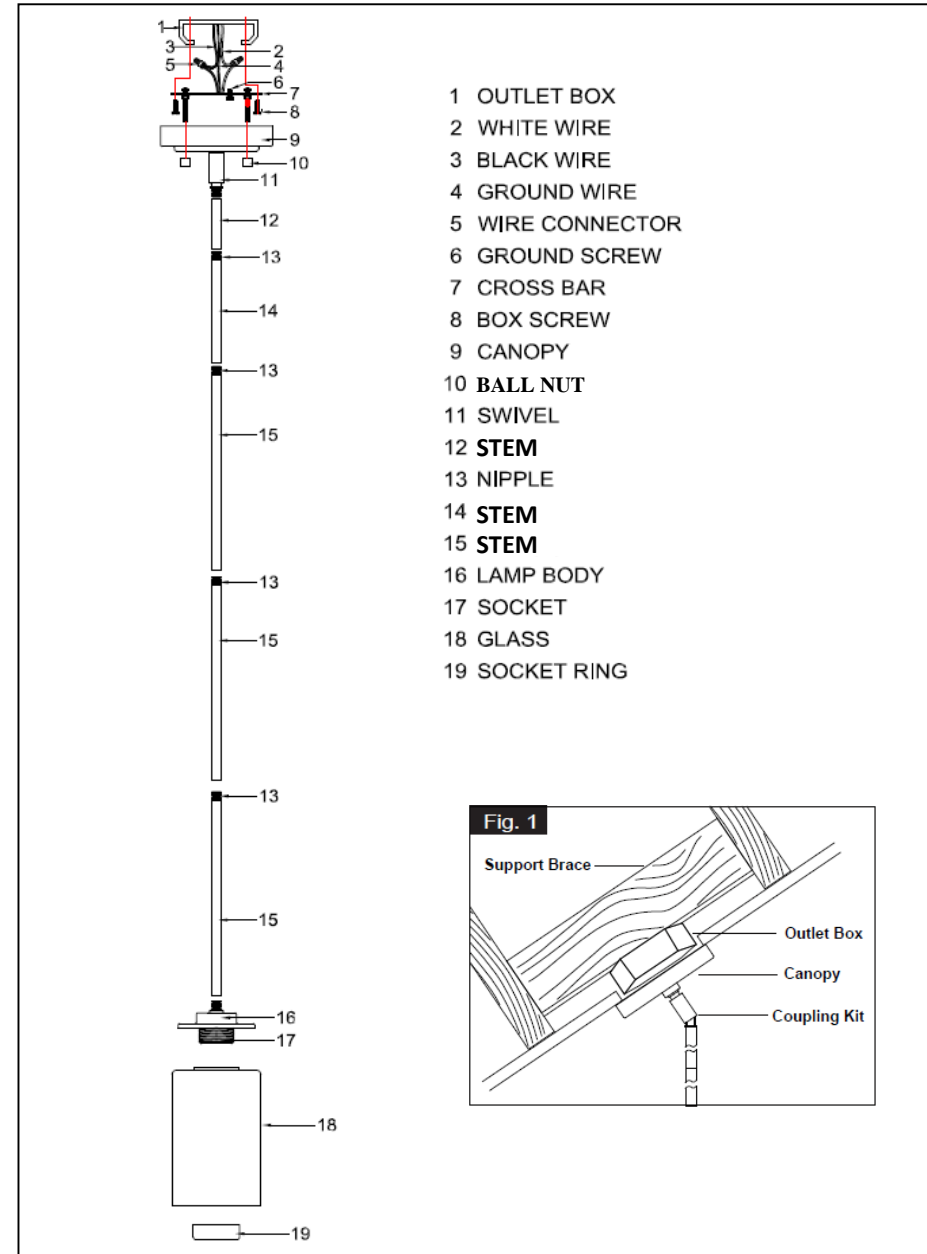 1
3
2
5
4
6
7
8
9
10
11
12
13
14
13
15
13
15
13
15
16
17
18
19
1 OUTLET BOX
2 WHITE WIRE
3 BLACK WIRE
4 GROUND WIRE
5 WIRE CONNECTOR
6 GROUND SCREW
7 CROSS BAR
8 BOX SCREW
9 CANOPY
10 BALL NUT
11 SWIVEL
12 STEM
13 NIPPLE
14 STEM
15 STEM
16 LAMP BODY
17 SOCKET
18 GLASS
19 SOCKET RING
Fig. 1
Support Brace
Outlet Box
Canopy
Coupling Kit